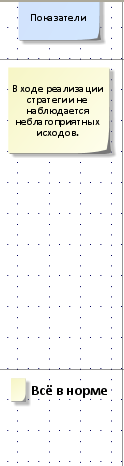 Показатели
В ходе реализации
стратегии не
наблюдается
неблагоприятных
исходов.
Всё в норме